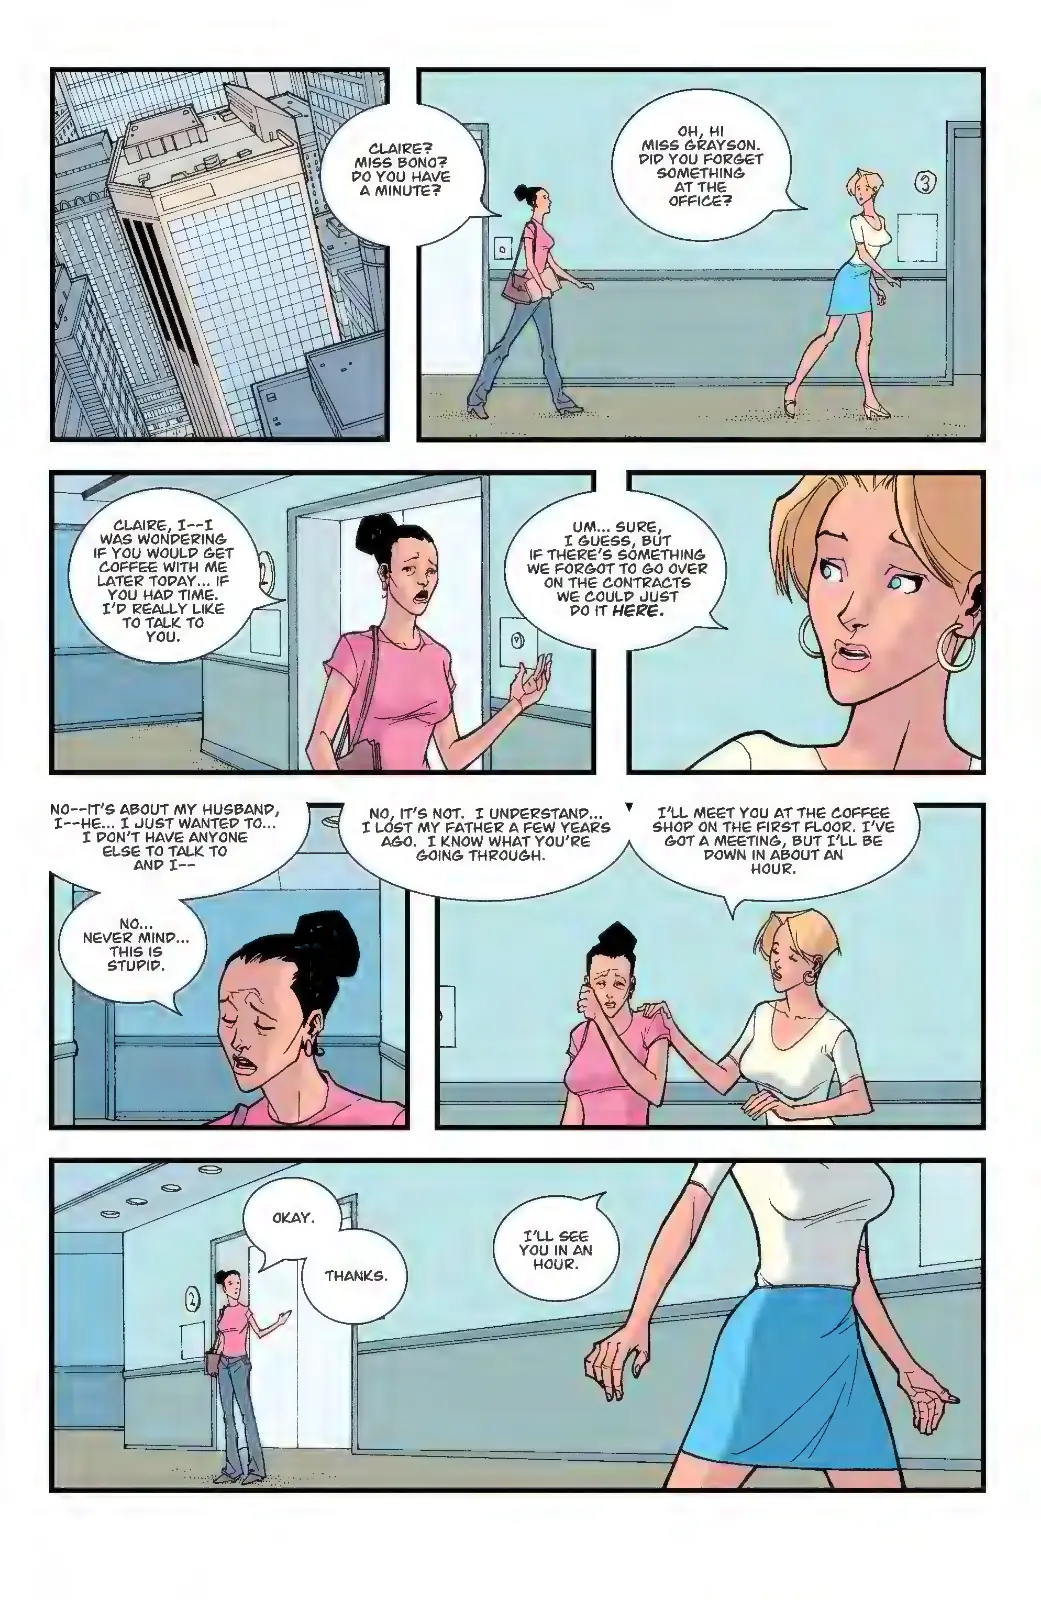 CLAIRE?
MISS BONO?
DO YOU HAVE
A MINUTE?
OH, HI
MISS GRAYSON.
DID YOU FORGET
SOMETHING
AT THE
OFFICE?
3
CLAIRE, I--I
WAS WONDERING
IF YOU WOULD GET
COFFEE WITH ME
LATER TODAY... IF
YOU HAD TIME.
I'D REALLY LIKE
TO TALK TO
YOU.
UM... SURE,
I GUESS, BUT
IF THERE'S SOMETHING
WE FORGOT TO GO OVER
ON THE CONTRACTS
WE COULD JUST
DO IT HERE.
NO--IT'S ABOUT MY HUSBAND,
I--HE... I JUST WANTED TO...
I DON'T HAVE ANYONE
ELSE TO TALK TO
AND I--
NO...
NEVER MIND...
THIS IS
STUPID.
NO, IT'S NOT. I UNDERSTAND...
I LOST MY FATHER A FEW YEARS
AGO. I KNOW WHAT YOU'RE
GOING THROUGH.
I'LL MEET YOU AT THE COFFEE
SHOP ON THE FIRST FLOOR. I'VE
GOT A MEETING, BUT I'LL BE
DOWN IN ABOUT AN
HOUR.
OKAY.
THANKS.
I'LL SEE
YOU IN AN
HOUR.
2